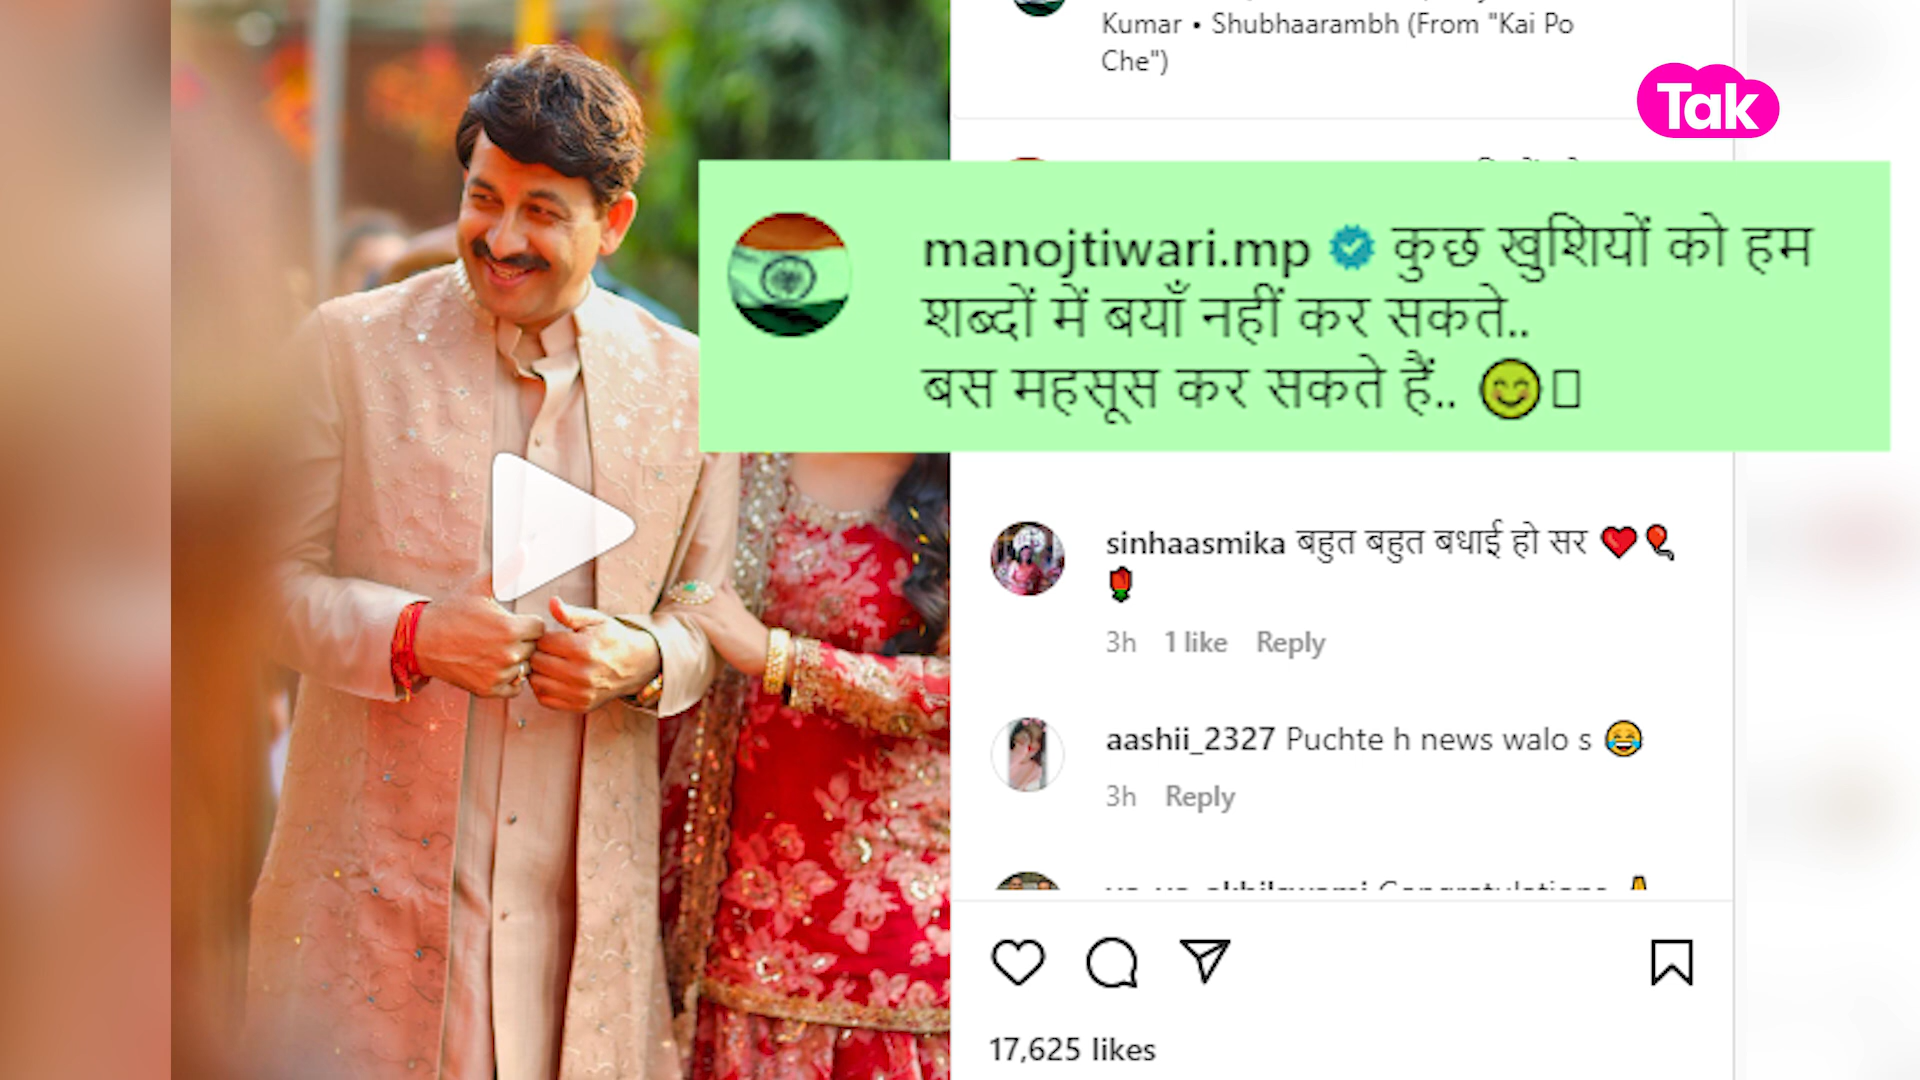 Kumar • Shubhaarambh (From "Kai Po
Che")
Tak
manojtiwari.mp कुछ खुशियों को हम
शब्दों में बयाँ नहीं कर सकते..
बस महसूस कर सकते हैं.. 😊
sinhaasmika बहुत बहुत बधाई हो सर ❤️🎈
🌹
3h 1 like Reply
aashii_2327 Puchte h news walo s 😂
3h Reply
Congratulations 🙏
17,625 likes